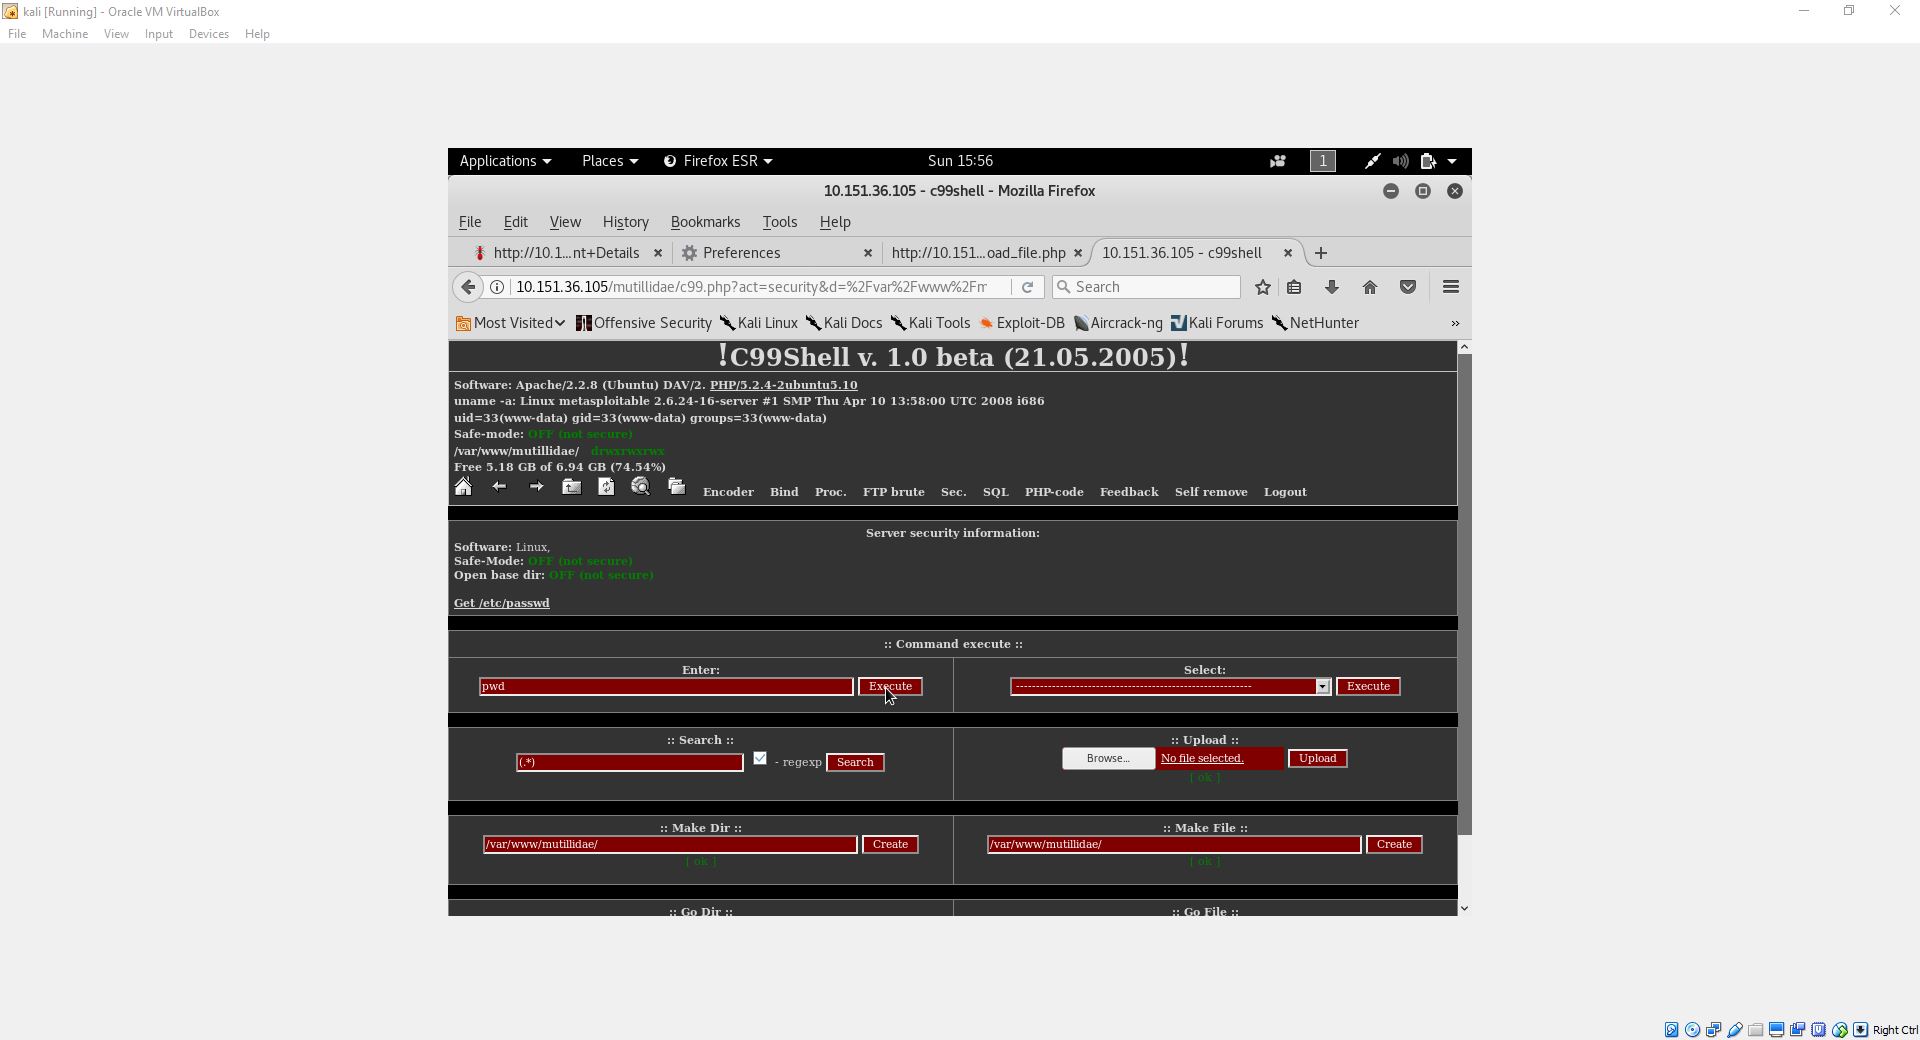 kali [Running] - Oracle VM VirtualBox
File Machine View Input Devices Help
Applications Places Firefox ESR Sun 15:56 1
10.151.36.105 - c99shell - Mozilla Firefox
File Edit View History Bookmarks Tools Help
http://10.1...nt+Details Preferences http://10.151...oad_file.php 10.151.36.105 - c99shell
10.151.36.105/mutillidae/c99.php?act=security&d=%2Fvar%2Fwww%2Fm Search
Most Visited Offensive Security Kali Linux Kali Docs Kali Tools Exploit-DB Aircrack-ng Kali Forums NetHunter »
!C99Shell v. 1.0 beta (21.05.2005)!
Software: Apache/2.2.8 (Ubuntu) DAV/2. PHP/5.2.4-2ubuntu5.10
uname -a: Linux metasploitable 2.6.24-16-server #1 SMP Thu Apr 10 13:58:00 UTC 2008 i686
uid=33(www-data) gid=33(www-data) groups=33(www-data)
Safe-mode: OFF (not secure)
/var/www/mutillidae/ drwxrwxrwx
Free 5.18 GB of 6.94 GB (74.54%)
Encoder Bind Proc. FTP brute Sec. SQL PHP-code Feedback Self remove Logout
Server security information:
Software: Linux,
Safe-Mode: OFF (not secure)
Open base dir: OFF (not secure)
Get /etc/passwd
:: Command execute ::
Enter: Select:
pwd Execute ------------------------------------------------------------ Execute
:: Search :: :: Upload ::
(.*) - regexp Search Browse... No file selected. Upload
[ ok ]
:: Make Dir :: :: Make File ::
/var/www/mutillidae/ Create /var/www/mutillidae/ Create
[ ok ] [ ok ]
:: Go Dir :: :: Go File ::
Right Ctrl